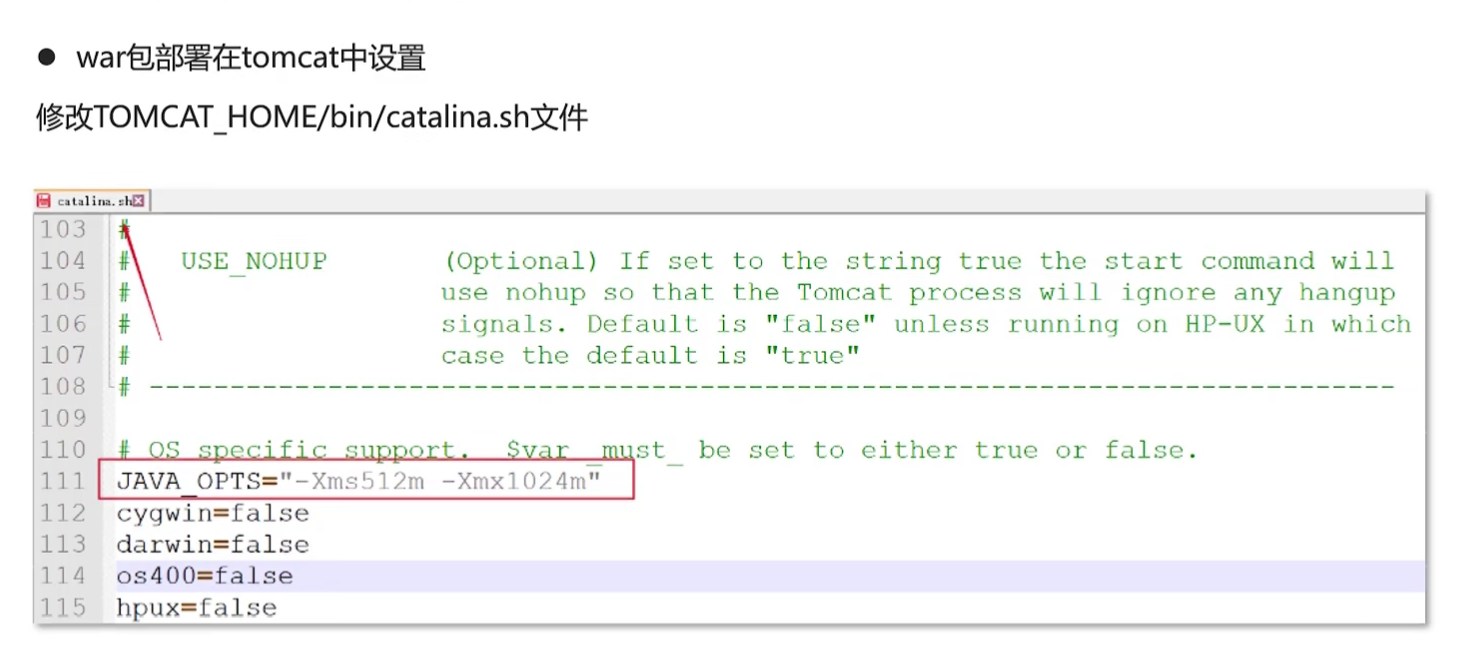 ● war包部署在tomcat中设置
修改TOMCAT_HOME/bin/catalina.sh文件
catalina.sh
103 #
104 # USE_NOHUP (Optional) If set to the string true the start command will
105 # use nohup so that the Tomcat process will ignore any hangup
106 # signals. Default is "false" unless running on HP-UX in which
107 # case the default is "true"
108 # -----------------------------------------------------------------------------
109
110 # OS specific support. $var _must_ be set to either true or false.
111 JAVA_OPTS="-Xms512m -Xmx1024m"
112 cygwin=false
113 darwin=false
114 os400=false
115 hpux=false